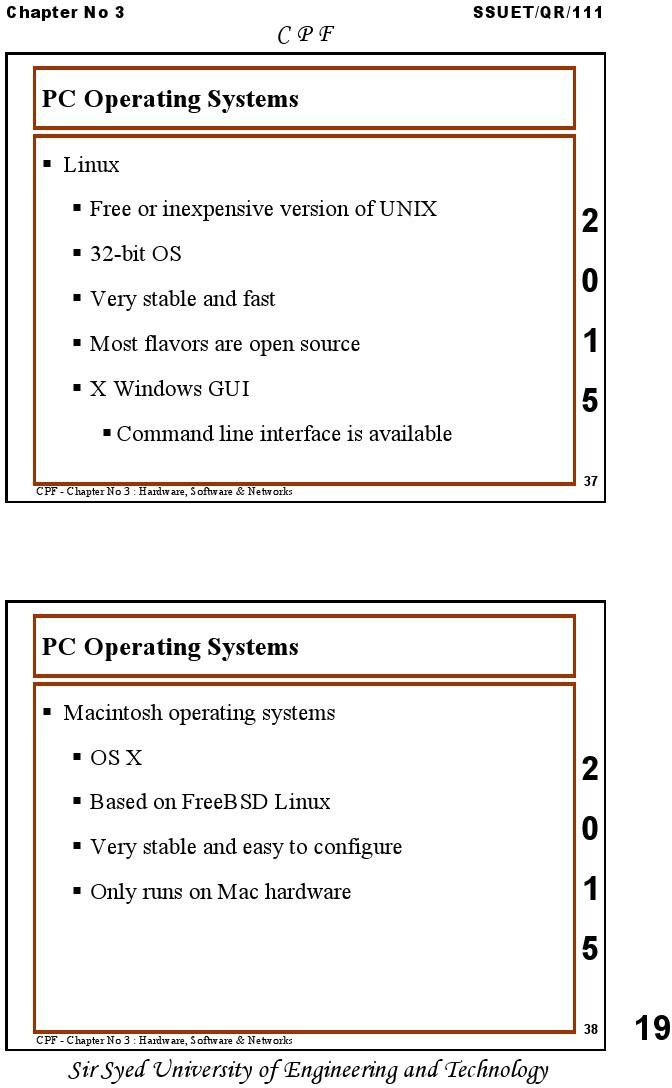 Chapter No 3 SSUET/QR/111
C P F
PC Operating Systems
▪ Linux
▪ Free or inexpensive version of UNIX
▪ 32-bit OS
▪ Very stable and fast
▪ Most flavors are open source
▪ X Windows GUI
▪ Command line interface is available
2
0
1
5
37
CPF - Chapter No 3 : Hardware, Software & Networks
PC Operating Systems
▪ Macintosh operating systems
▪ OS X
▪ Based on FreeBSD Linux
▪ Very stable and easy to configure
▪ Only runs on Mac hardware
2
0
1
5
38
CPF - Chapter No 3 : Hardware, Software & Networks
19
Sir Syed University of Engineering and Technology